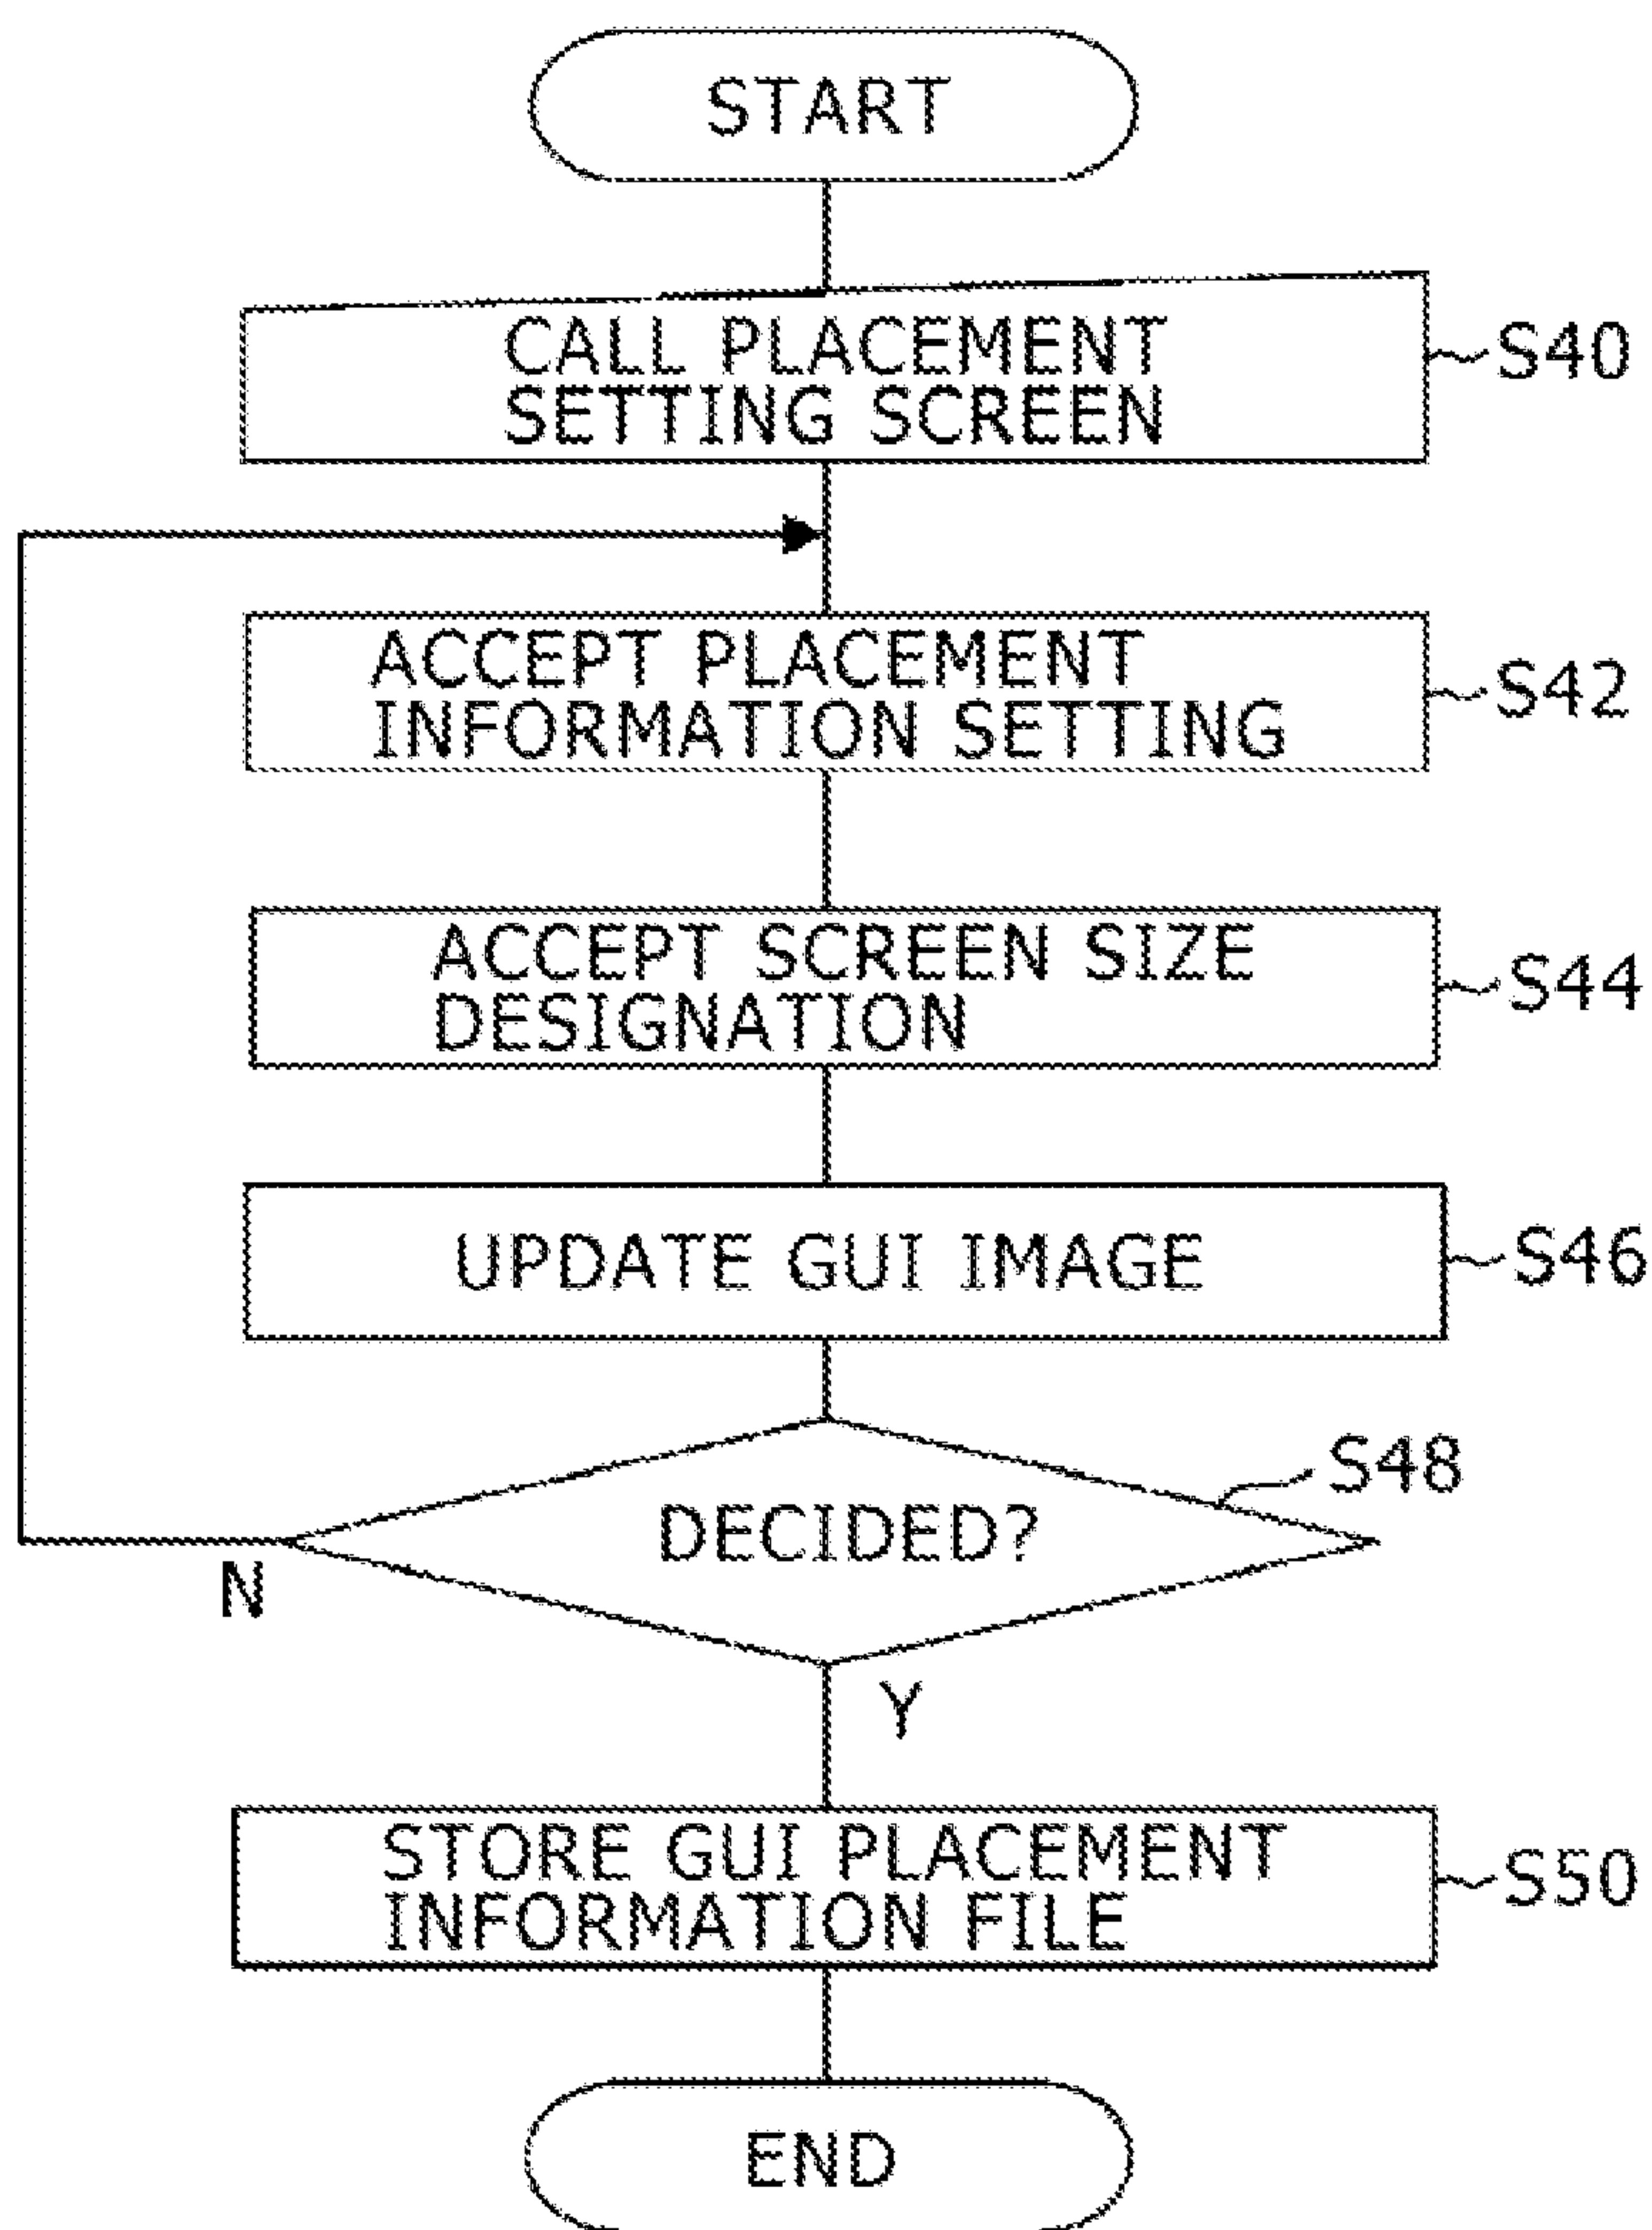 START
CALL PLACEMENT
SETTING SCREEN
S40
ACCEPT PLACEMENT
INFORMATION SETTING
S42
ACCEPT SCREEN SIZE
DESIGNATION
S44
UPDATE GUI IMAGE
S46
S48
DECIDED?
N
Y
STORE GUI PLACEMENT
INFORMATION FILE
S50
END